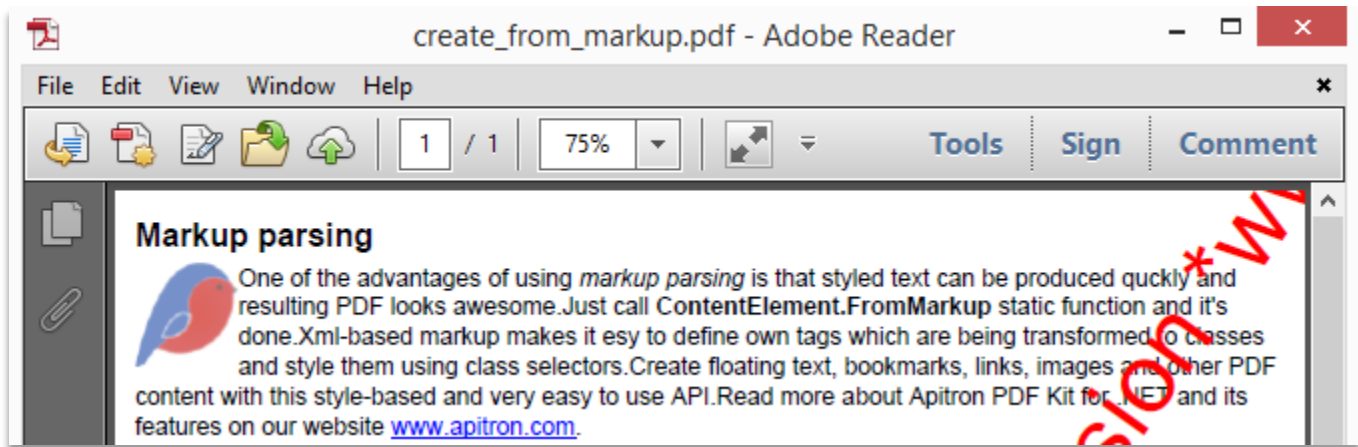 create_from_markup.pdf - Adobe Reader
File Edit View Window Help
1 / 1 75% Tools Sign Comment
Markup parsing
One of the advantages of using markup parsing is that styled text can be produced quckly and
resulting PDF looks awesome.Just call ContentElement.FromMarkup static function and it's
done.Xml-based markup makes it esy to define own tags which are being transformed to classes
and style them using class selectors.Create floating text, bookmarks, links, images and other PDF
content with this style-based and very easy to use API.Read more about Apitron PDF Kit for .NET and its
features on our website www.apitron.com.
sion *w